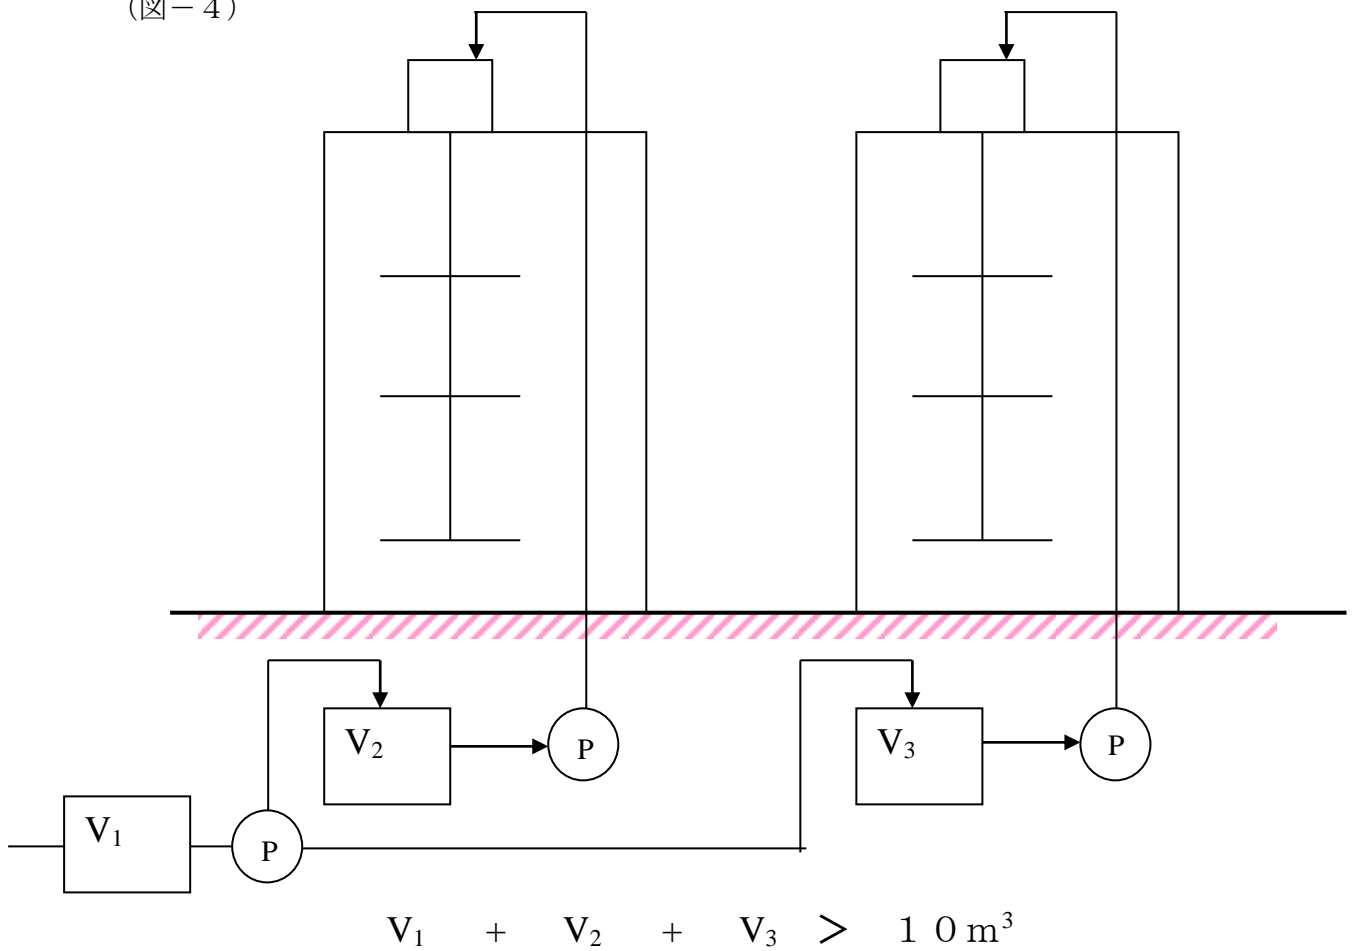 （図－４）
V₂
P
V₃
P
V₁
P
V₁ + V₂ + V₃ ＞ １０m³